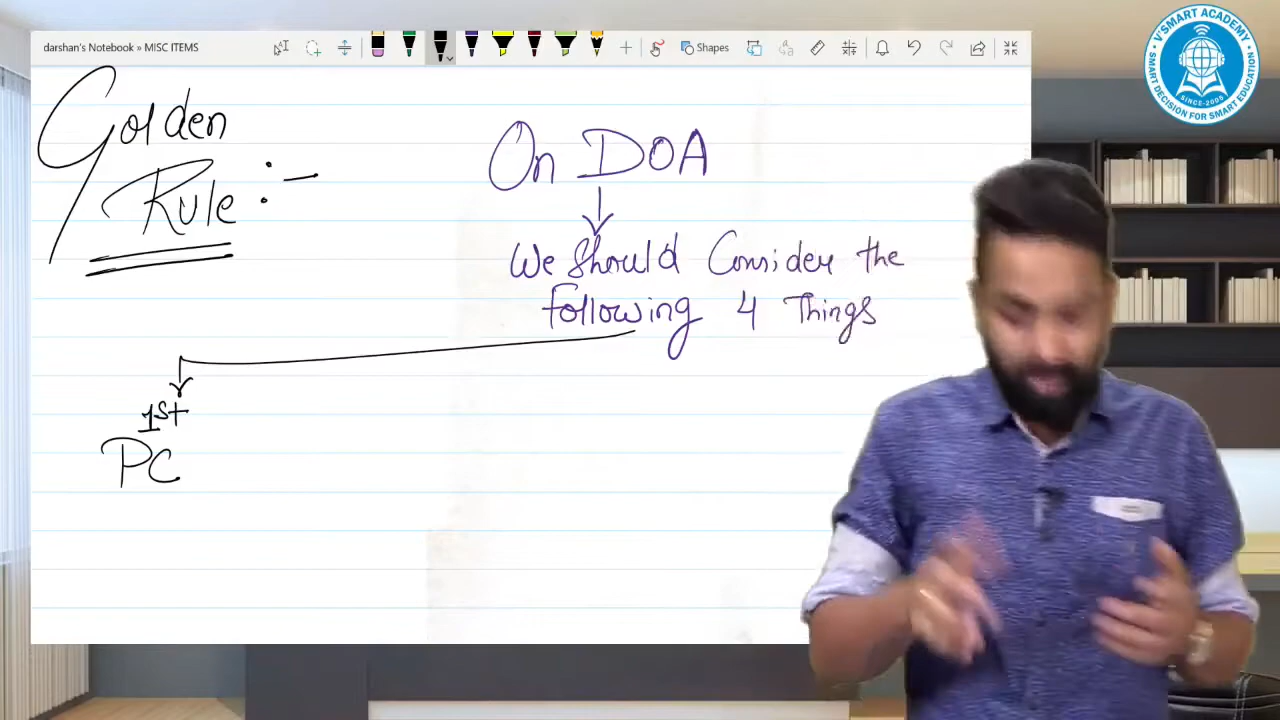 darshan's Notebook » MISC ITEMS
Shapes
V'SMART ACADEMY
SINCE-2005
SMART DECISION FOR SMART EDUCATION
Golden
Rule :-
On DOA
We Should Consider the
following 4 Things
1st
PC